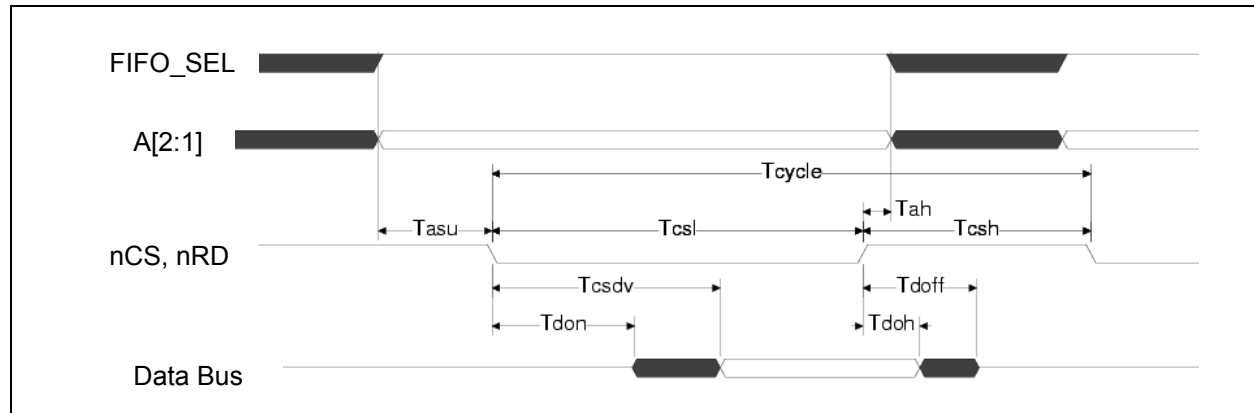 FIFO_SEL
A[2:1]
Tcycle
Tah
Tasu
Tcsl
Tcsh
nCS, nRD
Tcsdv
Tdoff
Tdon
Tdoh
Data Bus